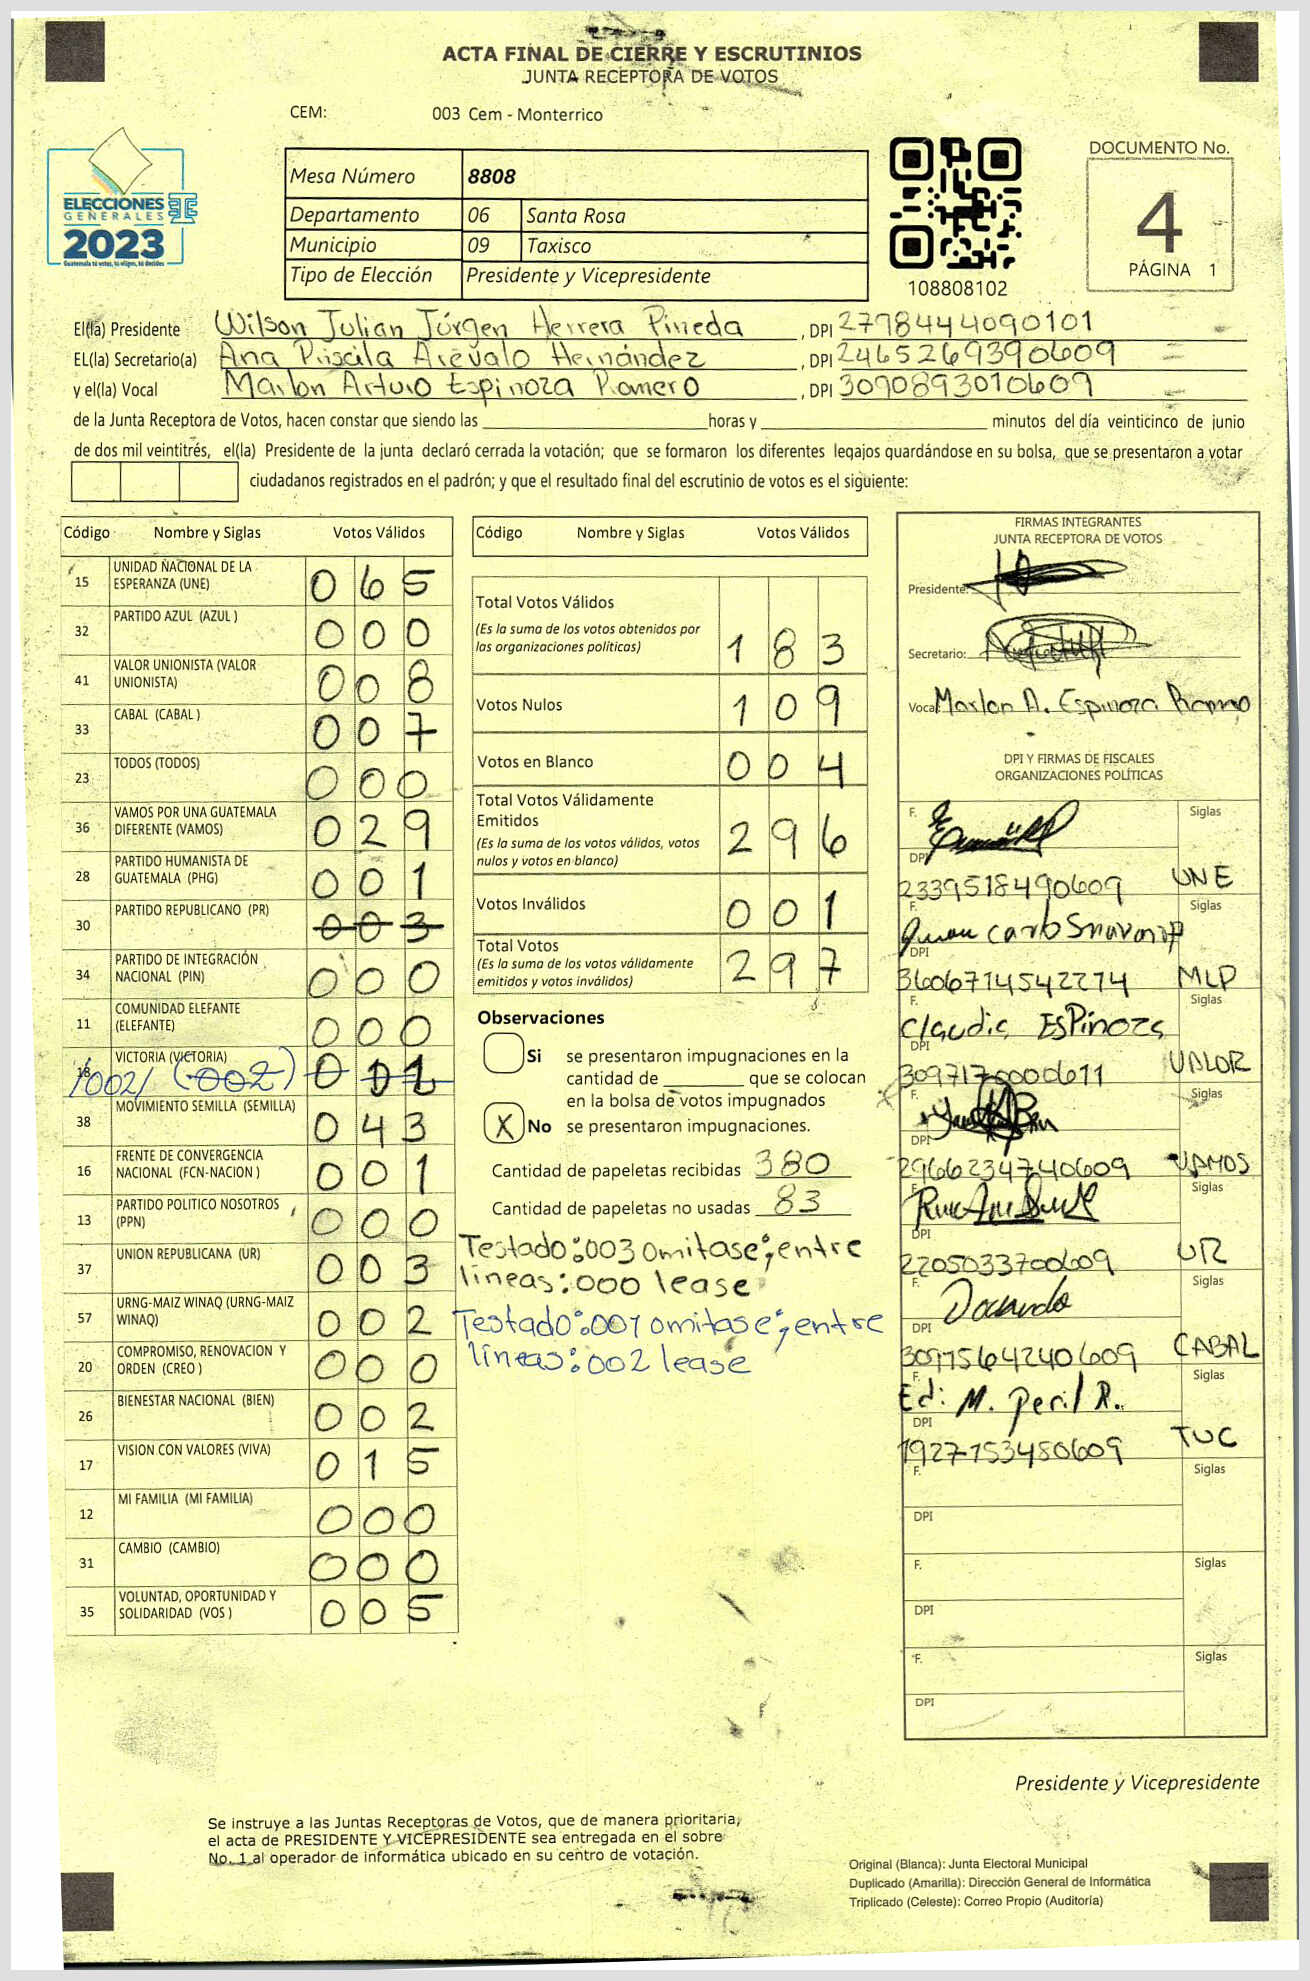 ACTA FINAL DE CIERRE Y ESCRUTINIOS
JUNTA RECEPTORA DE VOTOS
CEM: 003 Cem - Monterrico
ELECCIONES
GENERALES
2023
Guatemala tú votas, tú eliges, tú decides
Mesa Número 8808
Departamento 06 Santa Rosa
Municipio 09 Taxisco
Tipo de Elección Presidente y Vicepresidente
108808102
DOCUMENTO No.
4
PÁGINA 1
El(la) Presidente Wilson Julian Júrgen Herrera Pineda, DPI 2798444090101
EL(la) Secretario(a) Ana Priscila Arévalo Hernández, DPI 2465269390609
y el(la) Vocal Marlon Arturo Espinoza Ramero, DPI 3090893010609
de la Junta Receptora de Votos, hacen constar que siendo las horas y minutos del día veinticinco de junio
de dos mil veintitrés, el(la) Presidente de la junta declaró cerrada la votación; que se formaron los diferentes legajos guardándose en su bolsa, que se presentaron a votar
ciudadanos registrados en el padrón; y que el resultado final del escrutinio de votos es el siguiente:
Código Nombre y Siglas Votos Válidos
15 UNIDAD NACIONAL DE LA ESPERANZA (UNE) 065
32 PARTIDO AZUL (AZUL ) 000
41 VALOR UNIONISTA (VALOR UNIONISTA) 008
33 CABAL (CABAL ) 007
23 TODOS (TODOS) 000
36 VAMOS POR UNA GUATEMALA DIFERENTE (VAMOS) 029
28 PARTIDO HUMANISTA DE GUATEMALA (PHG) 001
30 PARTIDO REPUBLICANO (PR) 003
34 PARTIDO DE INTEGRACIÓN NACIONAL (PIN) 000
11 COMUNIDAD ELEFANTE (ELEFANTE) 000
18 VICTORIA (VICTORIA)
/002/ (002)
38 MOVIMIENTO SEMILLA (SEMILLA) 043
16 FRENTE DE CONVERGENCIA NACIONAL (FCN-NACION ) 001
13 PARTIDO POLITICO NOSOTROS (PPN) 000
37 UNION REPUBLICANA (UR) 003
57 URNG-MAIZ WINAQ (URNG-MAIZ WINAQ) 002
20 COMPROMISO, RENOVACION Y ORDEN (CREO ) 000
26 BIENESTAR NACIONAL (BIEN) 002
17 VISION CON VALORES (VIVA) 015
12 MI FAMILIA (MI FAMILIA) 000
31 CAMBIO (CAMBIO) 000
35 VOLUNTAD, OPORTUNIDAD Y SOLIDARIDAD (VOS ) 005
Código Nombre y Siglas Votos Válidos
Total Votos Válidos 183
(Es la suma de los votos obtenidos por
las organizaciones políticas)
Votos Nulos 109
Votos en Blanco 004
Total Votos Válidamente
Emitidos 296
(Es la suma de los votos válidos, votos
nulos y votos en blanco)
Votos Inválidos 001
Total Votos 297
(Es la suma de los votos válidamente
emitidos y votos inválidos)
Observaciones
Si se presentaron impugnaciones en la
cantidad de que se colocan
en la bolsa de votos impugnados
X No se presentaron impugnaciones.
Cantidad de papeletas recibidas 380
Cantidad de papeletas no usadas 83
Testado:003 omitase; entre
líneas:000 lease
Testado:001 omitase; entre
líneas:002 lease
FIRMAS INTEGRANTES
JUNTA RECEPTORA DE VOTOS
Presidente:
Secretario:
Vocal Marlon A. Espinoza Ramero
DPI Y FIRMAS DE FISCALES
ORGANIZACIONES POLÍTICAS
F. Siglas
DPI 2339518490609 UNE
F. Siglas
DPI 3606714542274 MLP
F. Claudia Espinoza Siglas
DPI 3097170000611 VALOR
F. Siglas
DPI 2966234740609 VAMOS
F. Siglas
DPI 2205033700609 UR
F. Siglas
DPI 3097564240609 CABAL
F. Siglas
DPI 1927753450609 TUC
F. Siglas
DPI
F. Siglas
DPI
F. Siglas
DPI
Presidente y Vicepresidente
Se instruye a las Juntas Receptoras de Votos, que de manera prioritaria,
el acta de PRESIDENTE Y VICEPRESIDENTE sea entregada en el sobre
No. 1 al operador de informática ubicado en su centro de votación.
Original (Blanca): Junta Electoral Municipal
Duplicado (Amarilla): Dirección General de Informática
Triplicado (Celeste): Correo Propio (Auditoría)